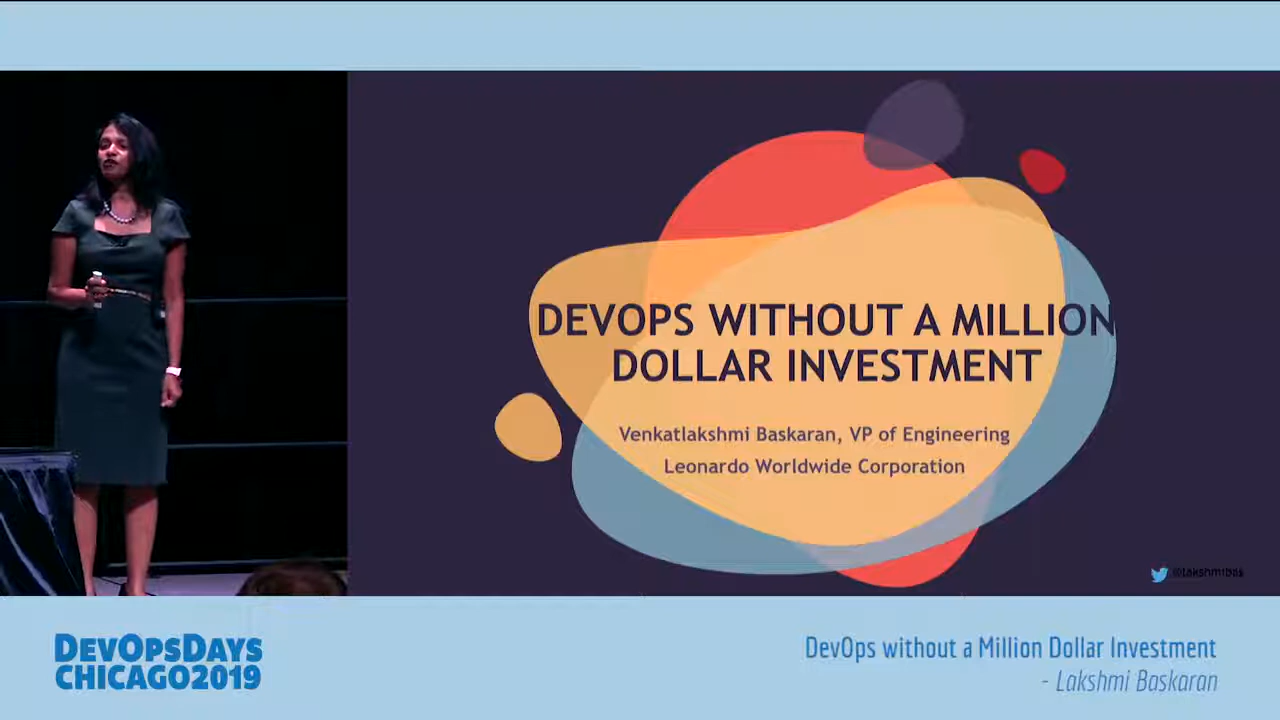 DEVOPS WITHOUT A MILLION
DOLLAR INVESTMENT
Venkatlakshmi Baskaran, VP of Engineering
Leonardo Worldwide Corporation
@lakshmibas
DEVOPSDAYS
CHICAGO2019
DevOps without a Million Dollar Investment
- Lakshmi Baskaran